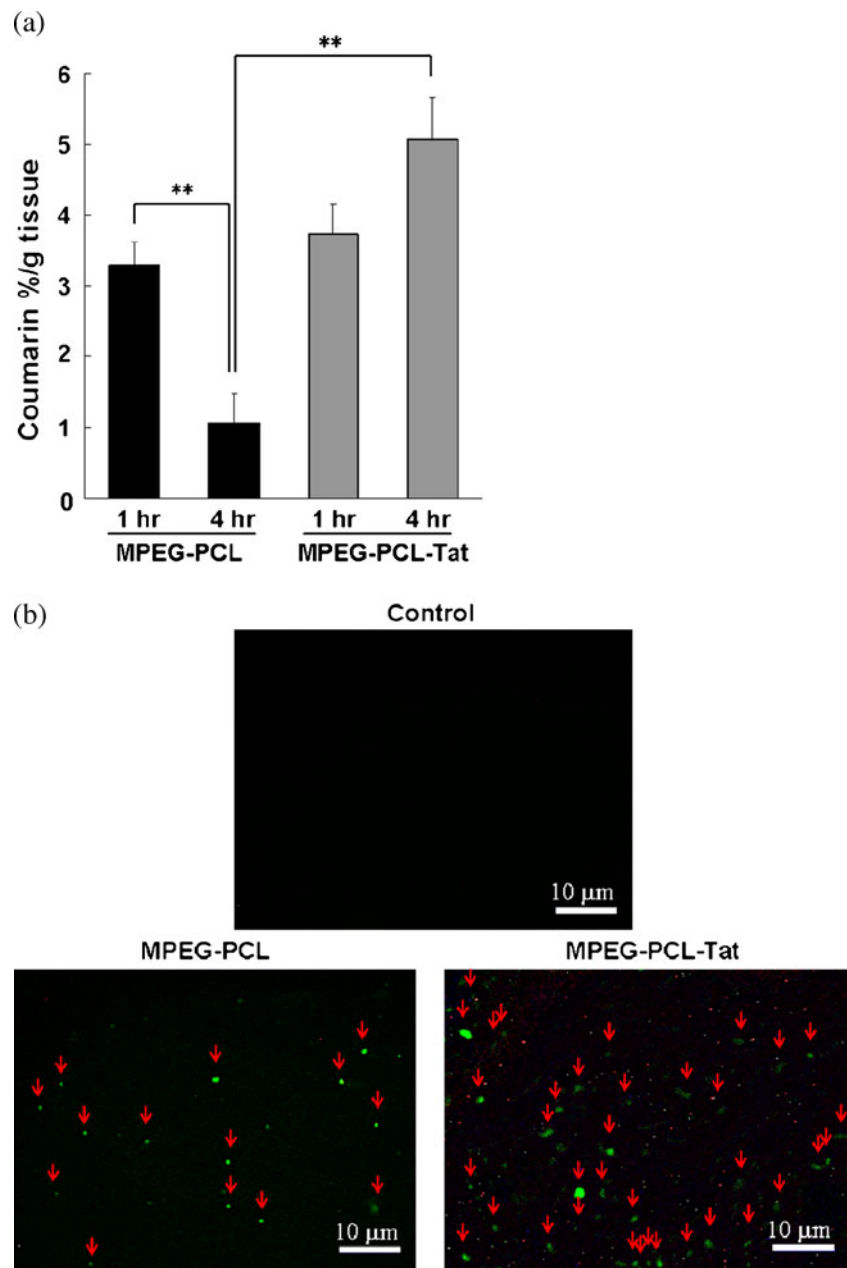 (a)
**
**
6
5
4
3
2
1
0
Coumarin %/g tissue
1 hr 4 hr 1 hr 4 hr
MPEG-PCL MPEG-PCL-Tat
(b)
Control
10 µm
MPEG-PCL MPEG-PCL-Tat
10 µm 10 µm